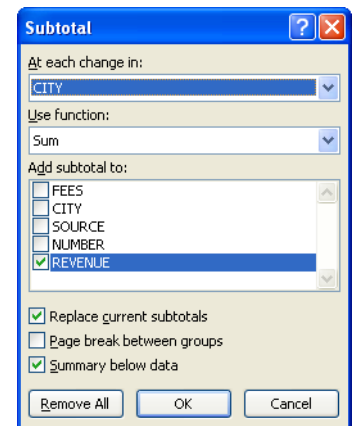 Subtotal
At each change in:
CITY
Use function:
Sum
Add subtotal to:
FEES
CITY
SOURCE
NUMBER
REVENUE
Replace current subtotals
Page break between groups
Summary below data
Remove All OK Cancel